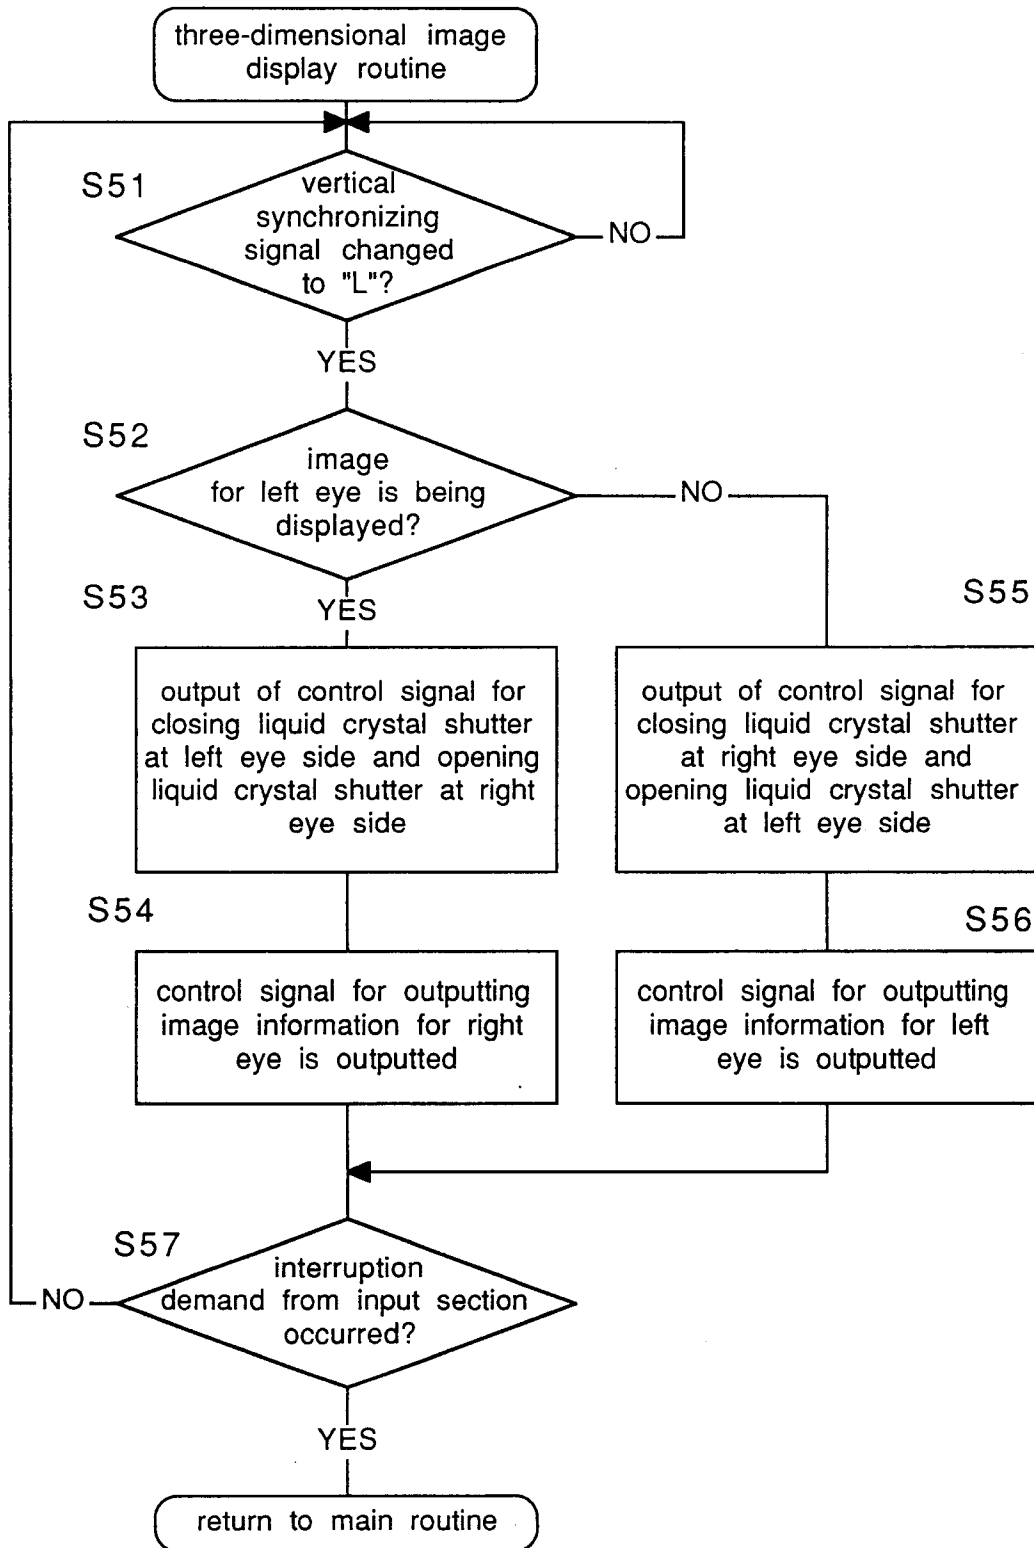 three-dimensional image
display routine
S51
vertical
synchronizing
signal changed
to "L"?
NO
YES
S52
image
for left eye is being
displayed?
NO
S53
YES
S55
output of control signal for
closing liquid crystal shutter
at left eye side and opening
liquid crystal shutter at right
eye side
output of control signal for
closing liquid crystal shutter
at right eye side and
opening liquid crystal shutter
at left eye side
S54
S56
control signal for outputting
image information for right
eye is outputted
control signal for outputting
image information for left
eye is outputted
S57
interruption
demand from input section
occurred?
NO
YES
return to main routine